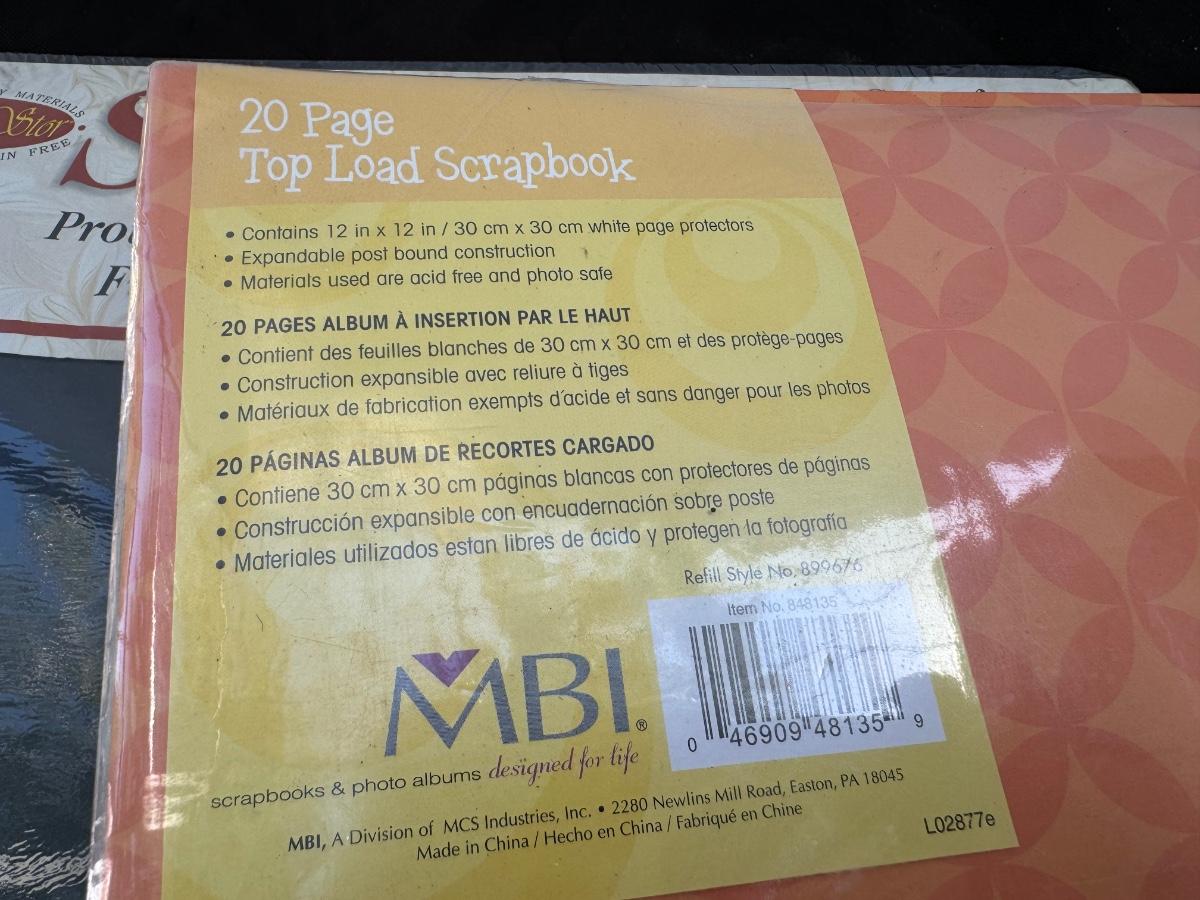 Y MATERIALS
Stor
IN FREE
S
Pro
F
20 Page
Top Load Scrapbook
• Contains 12 in x 12 in / 30 cm x 30 cm white page protectors
• Expandable post bound construction
• Materials used are acid free and photo safe
20 PAGES ALBUM À INSERTION PAR LE HAUT
• Contient des feuilles blanches de 30 cm x 30 cm et des protège-pages
• Construction expansible avec reliure à tiges
• Matériaux de fabrication exempts d'acide et sans danger pour les photos
20 PÁGINAS ALBUM DE RECORTES CARGADO
• Contiene 30 cm x 30 cm páginas blancas con protectores de páginas
• Construcción expansible con encuadernación sobre poste
• Materiales utilizados estan libres de ácido y protegen la fotografía
Refill Style No. 899676
Item No. 848135
0 46909 48135 9
MBI®
scrapbooks & photo albums designed for life
MBI, A Division of MCS Industries, Inc. • 2280 Newlins Mill Road, Easton, PA 18045
Made in China / Hecho en China / Fabriqué en Chine
L02877e